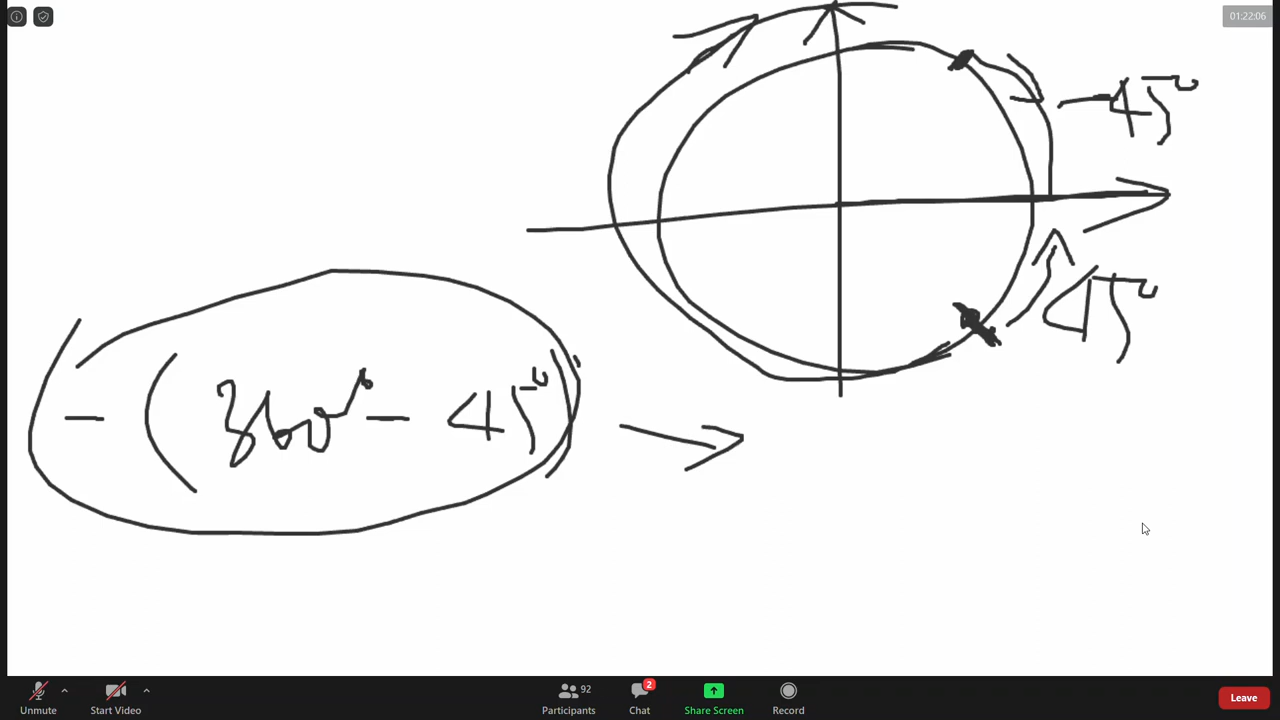 01:22:06
-45°
45°
- (360° - 45°)
92
2
Unmute
Start Video
Participants
Chat
Share Screen
Record
Leave